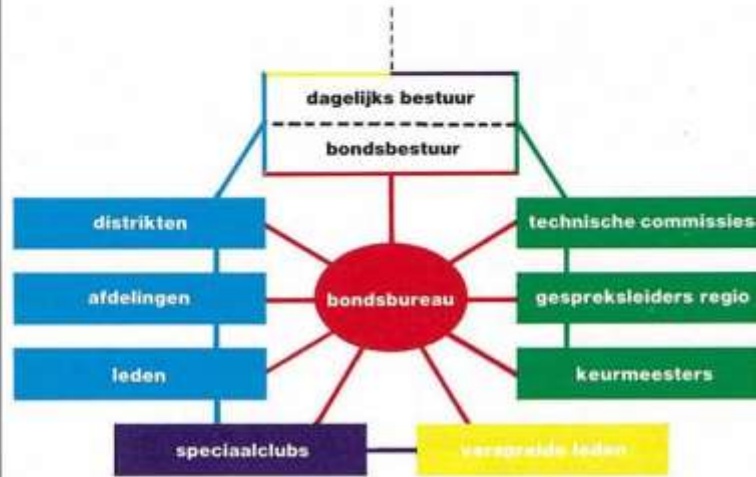 dagelijks bestuur
bondsbestuur
distrikten
technische commissies
afdelingen
bondsbureau
gespreksleiders regio
leden
keurmeesters
speciaalclubs
verspreide leden